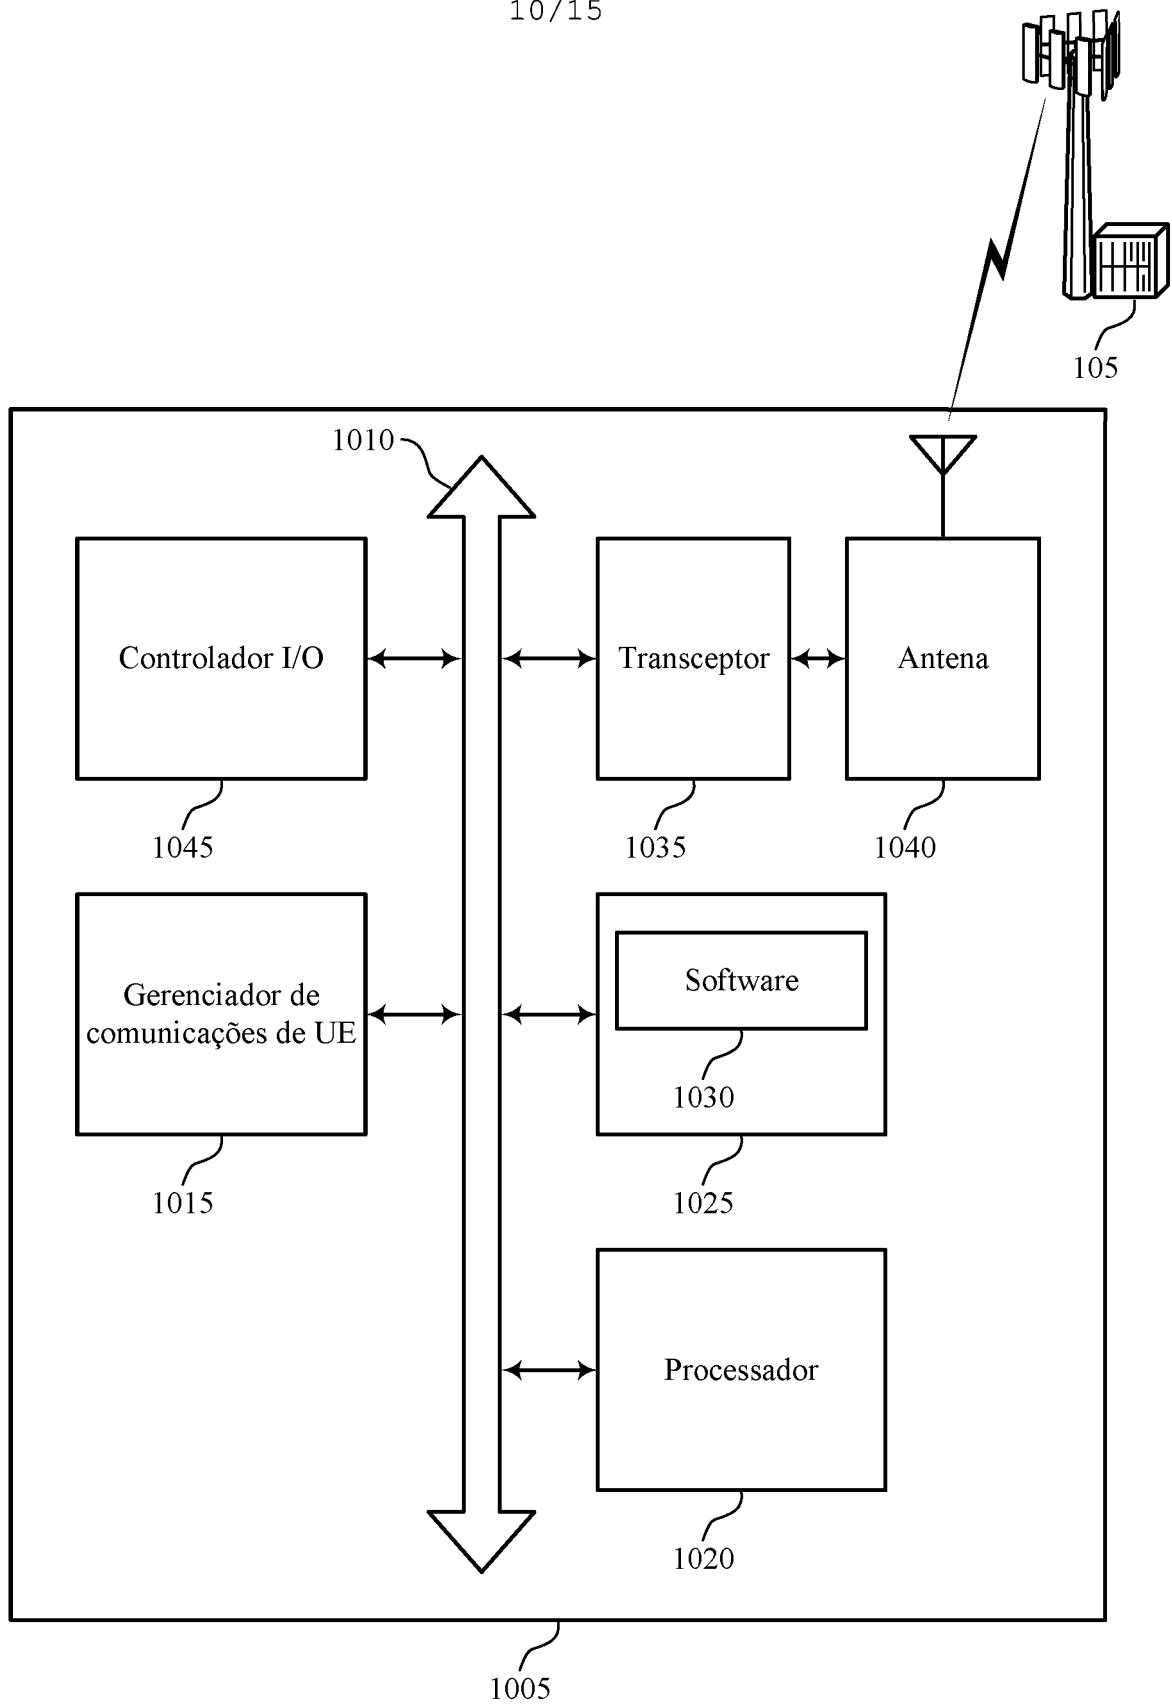 10/15
105
1010
Controlador I/O
Transceptor
Antena
1045
1035
1040
Gerenciador de
comunicações de UE
Software
1030
1015
1025
Processador
1020
1005